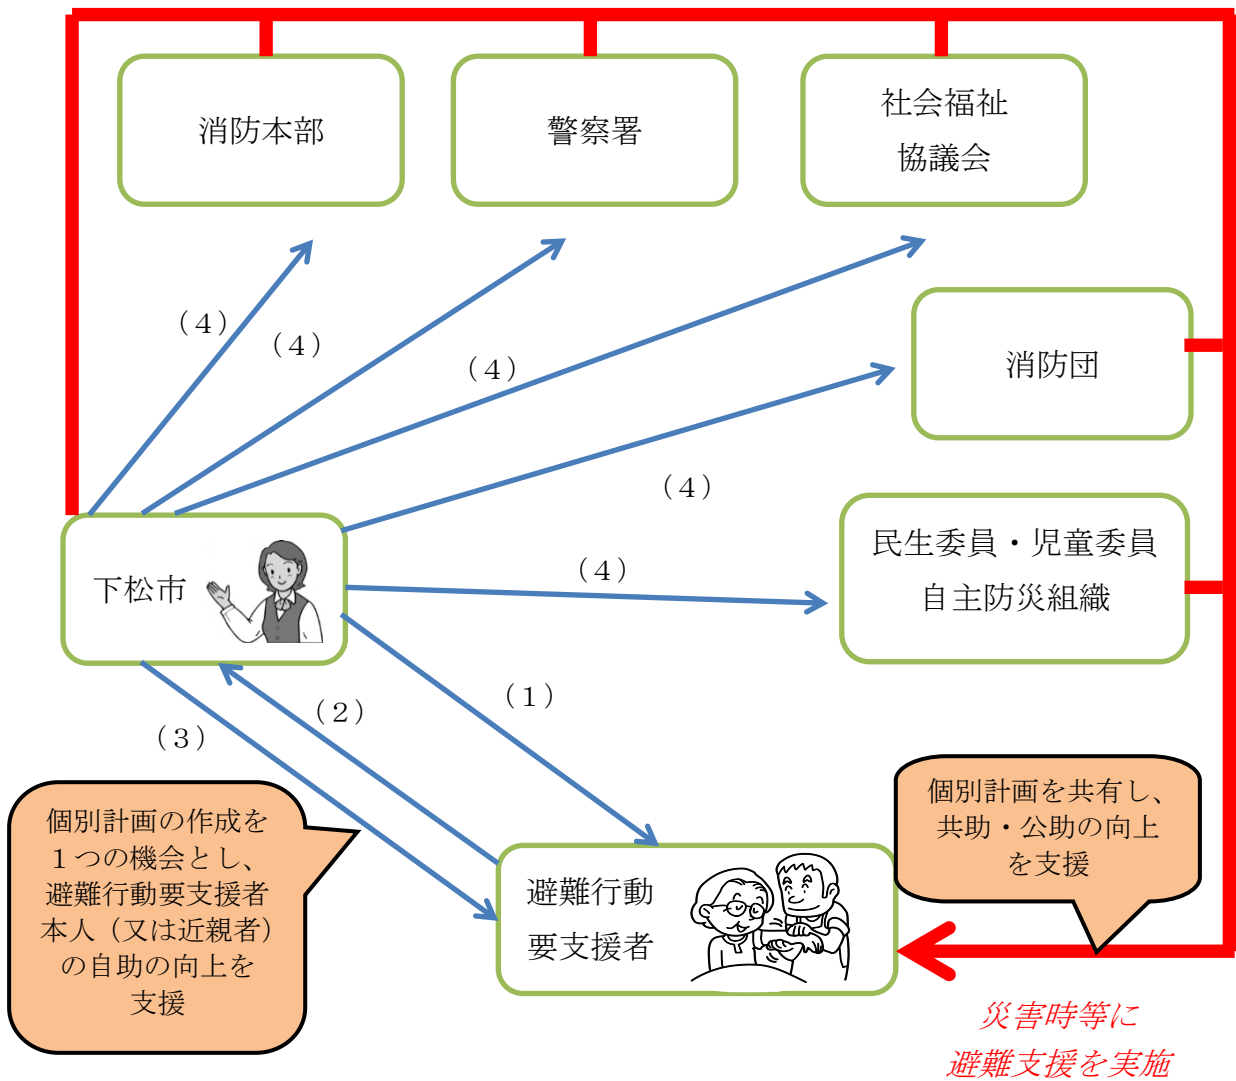 消防本部
警察署
社会福祉
協議会
（４）
（４）
（４）
消防団
（４）
民生委員・児童委員
自主防災組織
（４）
下松市
（１）
（２）
（３）
個別計画の作成を
１つの機会とし、
避難行動要支援者
本人（又は近親者）
の自助の向上を
支援
個別計画を共有し、
共助・公助の向上
を支援
避難行動
要支援者
災害時等に
避難支援を実施